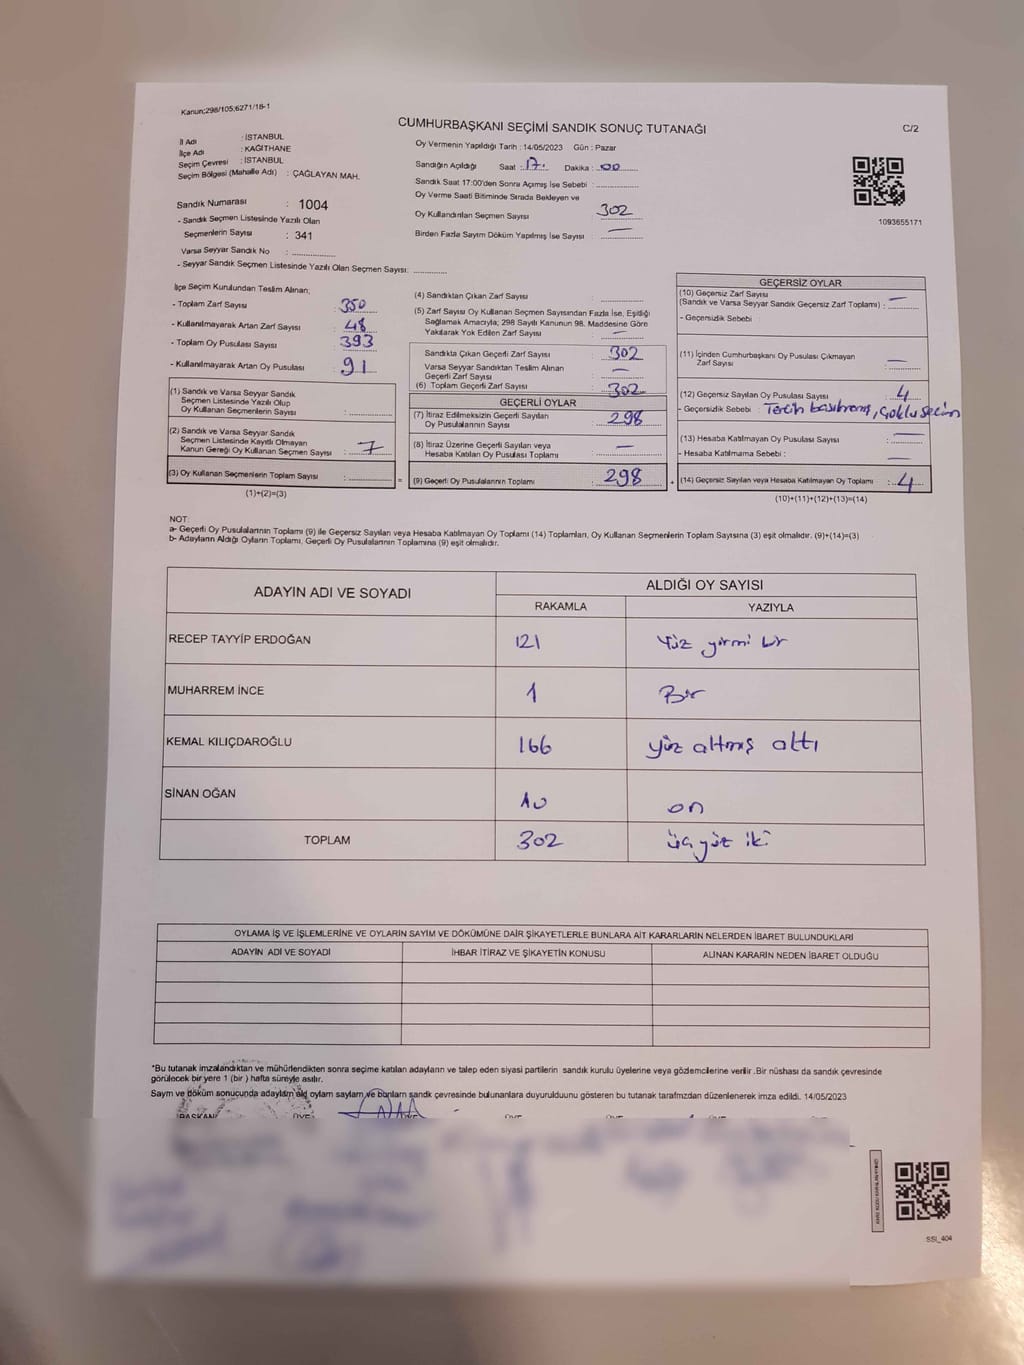 Kanun:298/105;6271/18-1
CUMHURBAŞKANI SEÇİMİ SANDIK SONUÇ TUTANAĞI
C/2
İl Adı : İSTANBUL
İlçe Adı : KAĞITHANE
Seçim Çevresi : İSTANBUL
Seçim Bölgesi (Mahalle Adı) : ÇAĞLAYAN MAH.
Sandık Numarası : 1004
- Sandık Seçmen Listesinde Yazılı Olan
Seçmenlerin Sayısı : 341
Varsa Seyyar Sandık No :
- Seyyar Sandık Seçmen Listesinde Yazılı Olan Seçmen Sayısı:
Oy Vermenin Yapıldığı Tarih : 14/05/2023 Gün : Pazar
Sandığın Açıldığı Saat : 17. Dakika : 00
Sandık Saat 17:00'den Sonra Açımış İse Sebebi :
Oy Verme Saati Bitiminde Sırada Bekleyen ve
Oy Kullandırılan Seçmen Sayısı 302
Birden Fazla Sayım Döküm Yapılmış İse Sayısı : —
1093655171
İlçe Seçim Kurulundan Teslim Alınan;
- Toplam Zarf Sayısı : 350
- Kullanılmayarak Artan Zarf Sayısı : 48
- Toplam Oy Pusulası Sayısı : 393
- Kullanılmayarak Artan Oy Pusulası : 91
(1) Sandık ve Varsa Seyyar Sandık
Seçmen Listesinde Yazılı Olup
Oy Kullanan Seçmenlerin Sayısı :
(2) Sandık ve Varsa Seyyar Sandık
Seçmen Listesinde Kayıtlı Olmayan
Kanun Gereği Oy Kullanan Seçmen Sayısı : 7
(3) Oy Kullanan Seçmenlerin Toplam Sayısı :
(1)+(2)=(3)
(4) Sandıktan Çıkan Zarf Sayısı :
(5) Zarf Sayısı Oy Kullanan Seçmen Sayısından Fazla İse, Eşitliği
Sağlamak Amacıyla; 298 Sayılı Kanunun 98. Maddesine Göre
Yakılarak Yok Edilen Zarf Sayısı : —
Sandıkta Çıkan Geçerli Zarf Sayısı : 302
Varsa Seyyar Sandıktan Teslim Alınan
Geçerli Zarf Sayısı : —
(6) Toplam Geçerli Zarf Sayısı : 302
GEÇERLİ OYLAR
(7) İtiraz Edilmeksizin Geçerli Sayılan
Oy Pusulalarının Sayısı : 298
(8) İtiraz Üzerine Geçerli Sayılan veya
Hesaba Katılan Oy Pusulası Toplamı : —
= (9) Geçerli Oy Pusulalarının Toplamı : 298
GEÇERSİZ OYLAR
(10) Geçersiz Zarf Sayısı
(Sandık ve Varsa Seyyar Sandık Geçersiz Zarf Toplamı) : —
- Geçersizlik Sebebi :
(11) İçinden Cumhurbaşkanı Oy Pusulası Çıkmayan
Zarf Sayısı : —
(12) Geçersiz Sayılan Oy Pusulası Sayısı : 4
- Geçersizlik Sebebi : Tercih basılmamış, çoklu seçim
(13) Hesaba Katılmayan Oy Pusulası Sayısı : —
- Hesaba Katılmama Sebebi : —
+ (14) Geçersiz Sayılan veya Hesaba Katılmayan Oy Toplamı : 4
(10)+(11)+(12)+(13)=(14)
NOT:
a- Geçerli Oy Pusulalarının Toplamı (9) ile Geçersiz Sayılan veya Hesaba Katılmayan Oy Toplamı (14) Toplamları, Oy Kullanan Seçmenlerin Toplam Sayısına (3) eşit olmalıdır. (9)+(14)=(3)
b- Adayların Aldığı Oyların Toplamı, Geçerli Oy Pusulalarının Toplamına (9) eşit olmalıdır.
ADAYIN ADI VE SOYADI
ALDIĞI OY SAYISI
RAKAMLA YAZIYLA
RECEP TAYYİP ERDOĞAN 121 Yüz yirmi bir
MUHARREM İNCE 1 Bir
KEMAL KILIÇDAROĞLU 166 yüz altmış altı
SİNAN OĞAN 10 on
TOPLAM 302 üç yüz iki
OYLAMA İŞ VE İŞLEMLERİNE VE OYLARIN SAYIM VE DÖKÜMÜNE DAİR ŞİKAYETLERLE BUNLARA AİT KARARLARIN NELERDEN İBARET BULUNDUKLARI
ADAYIN ADI VE SOYADI İHBAR İTİRAZ VE ŞİKAYETİN KONUSU ALINAN KARARIN NEDEN İBARET OLDUĞU
*Bu tutanak imzalandıktan ve mühürlendikten sonra seçime katılan adayların ve talep eden siyasi partilerin sandık kurulu üyelerine veya gözlemcilerine verilir .Bir nüshası da sandık çevresinde
görülecek bir yere 1 (bir ) hafta süreyle asılır.
Sayım ve döküm sonucunda adayların aldığı oyların sayıları ve bunların sandık çevresinde bulunanlara duyurulduunu gösteren bu tutanak tarafımızdan düzenlenerek imza edildi. 14/05/2023
BAŞKAN ÜYE ÜYE ÜYE ÜYE
SSI_404